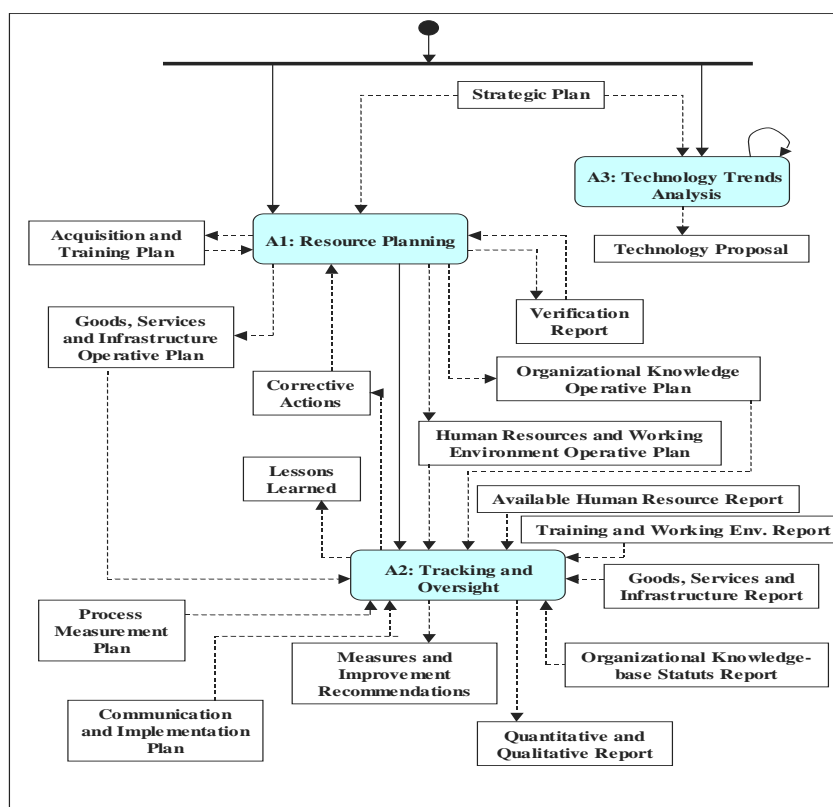 Strategic Plan
A3: Technology Trends
Analysis
Acquisition and
Training Plan
A1: Resource Planning
Technology Proposal
Verification
Report
Goods, Services
and Infrastructure
Operative Plan
Corrective
Actions
Organizational Knowledge
Operative Plan
Human Resources and Working
Environment Operative Plan
Lessons
Learned
Available Human Resource Report
Training and Working Env. Report
A2: Tracking and
Oversight
Goods, Services and
Infrastructure Report
Process
Measurement
Plan
Measures and
Improvement
Recommendations
Organizational Knowledge-
base Statuts Report
Communication
and Implementation
Plan
Quantitative and
Qualitative Report